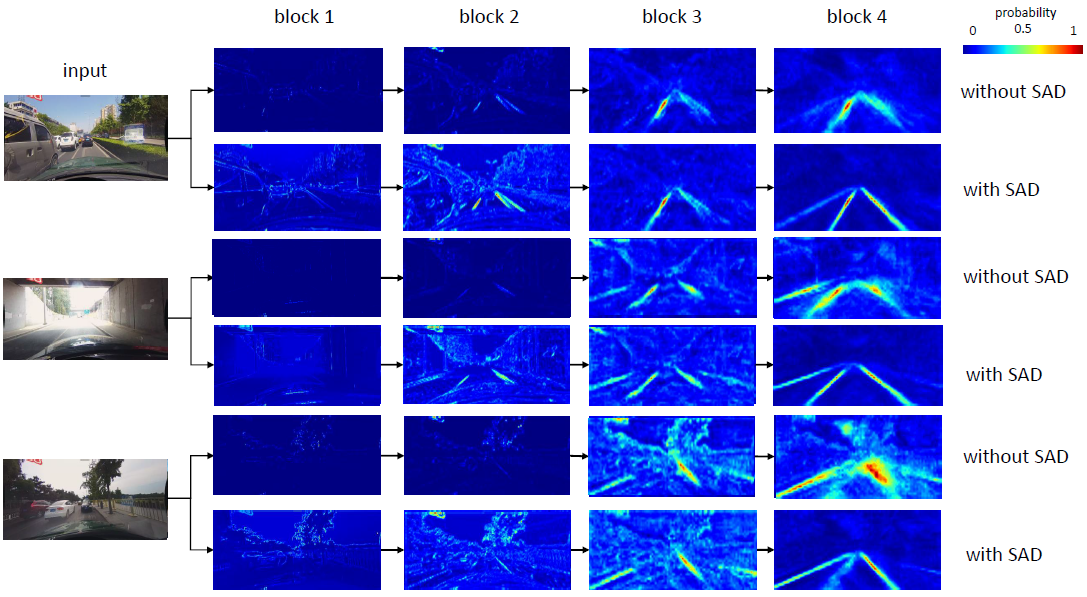 block 1
block 2
block 3
block 4
probability
0
0.5
1
input
without SAD
with SAD
without SAD
with SAD
without SAD
with SAD